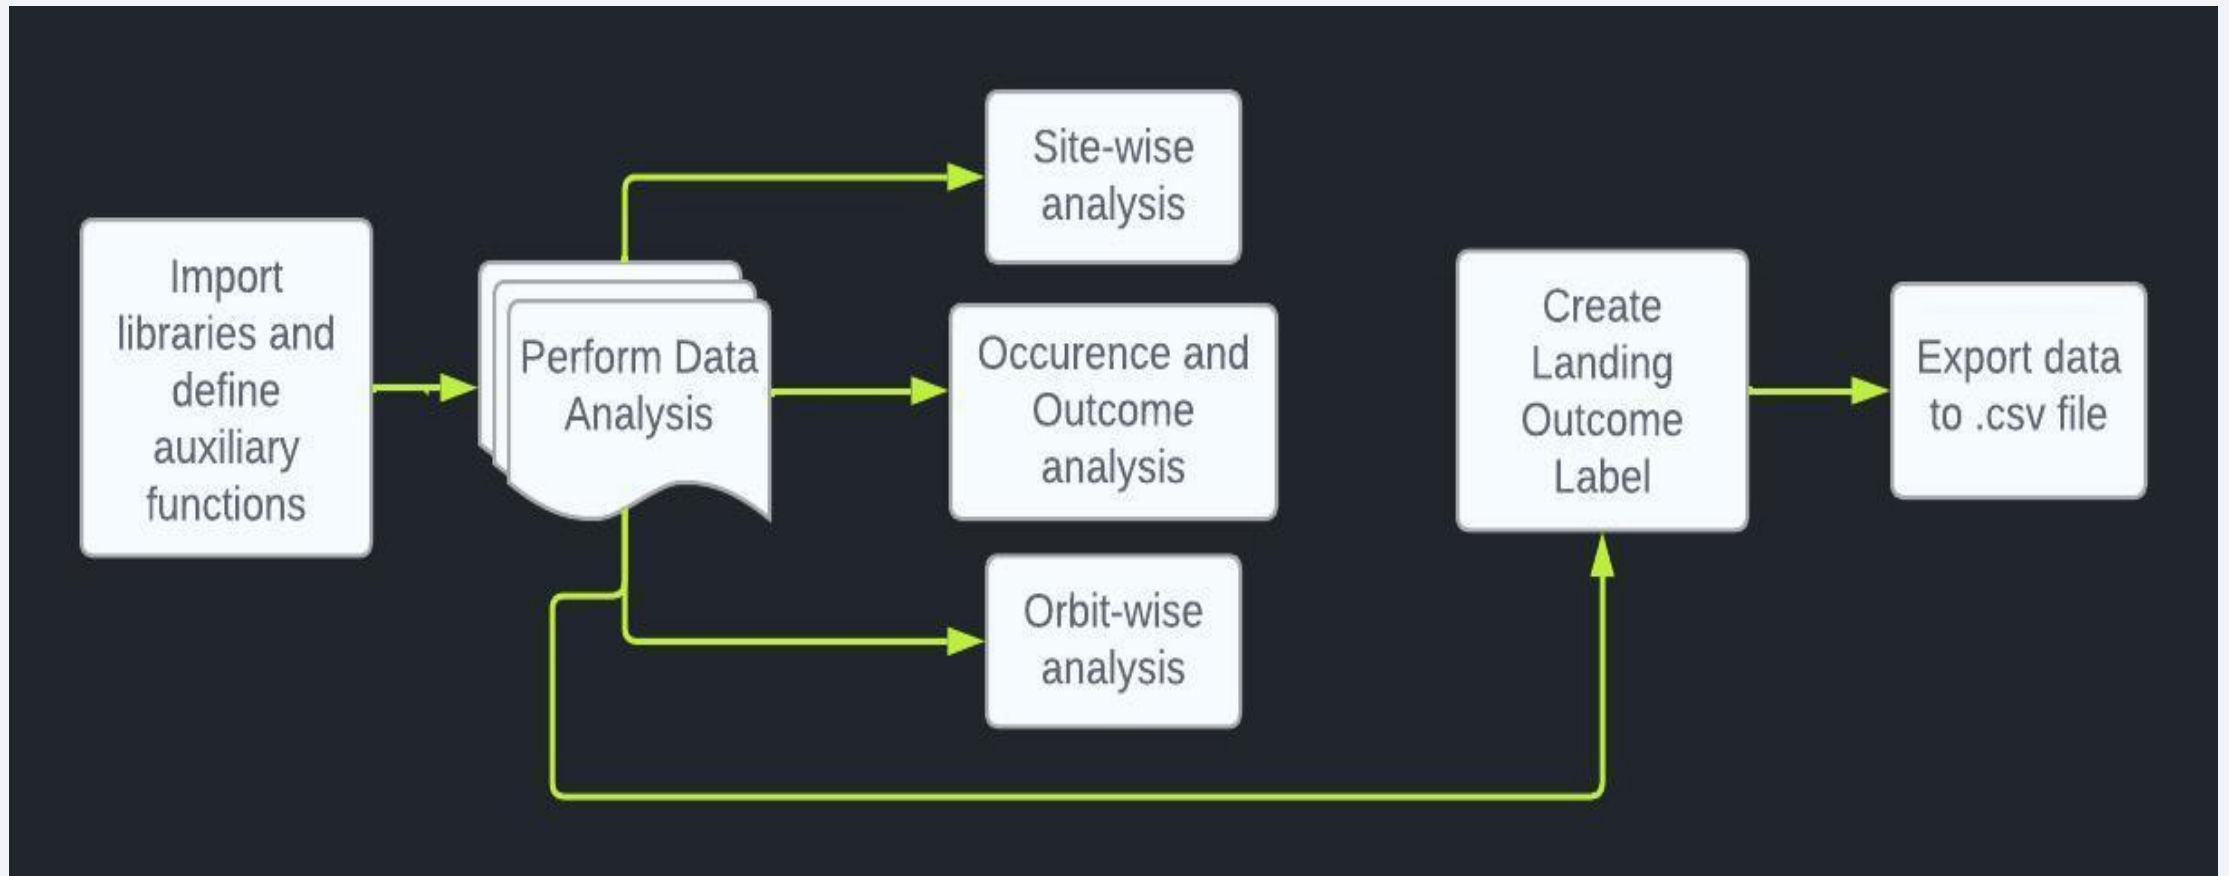 Import
libraries and
define
auxiliary
functions
Perform Data
Analysis
Site-wise
analysis
Occurence and
Outcome
analysis
Orbit-wise
analysis
Create
Landing
Outcome
Label
Export data
to .csv file